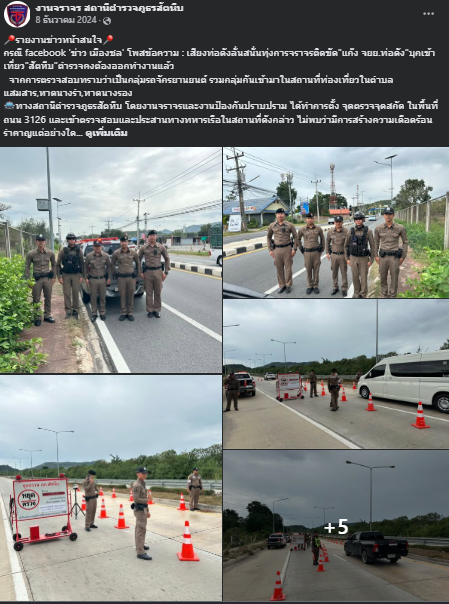 งานจราจร สถานีตำรวจภูธรสัตหีบ
8 ธันวาคม 2024
📍รายงานข่าวหน้าสนใจ📍
กรณี facebook 'ข่าว เมืองชล' โพสข้อความ : เสียงท่อดังลั่นสนั่นทุ่งการจราจรติดขัด"แก๊ง จยย.ท่อดัง"บุกเข้า
เที่ยว"สัตหีบ"ตำรวจคงต้องออกทำงานแล้ว
จากการตรวจสอบทราบว่าเป็นกลุ่มรถจักรยานยนต์ รวมกลุ่มกันเข้ามาในสถานที่ท่องเที่ยวในตำบล
แสมสาร,หาดนางรำ,หาดนางรอง
ทางสถานีตำรวจภูธรสัตหีบ โดยงานจราจรและงานป้องกันปราบปราม ได้ทำการตั้ง จุดตรวจจุดสกัด ในพื้นที่
ถนน 3126 และเข้าตรวจสอบและประสานทางทหารเรือในสถานที่ดังกล่าว ไม่พบว่ามีการสร้างความเดือดร้อน
รำคาญแต่อย่างใด... ดูเพิ่มเติม
หยุด
ตรวจ
+5